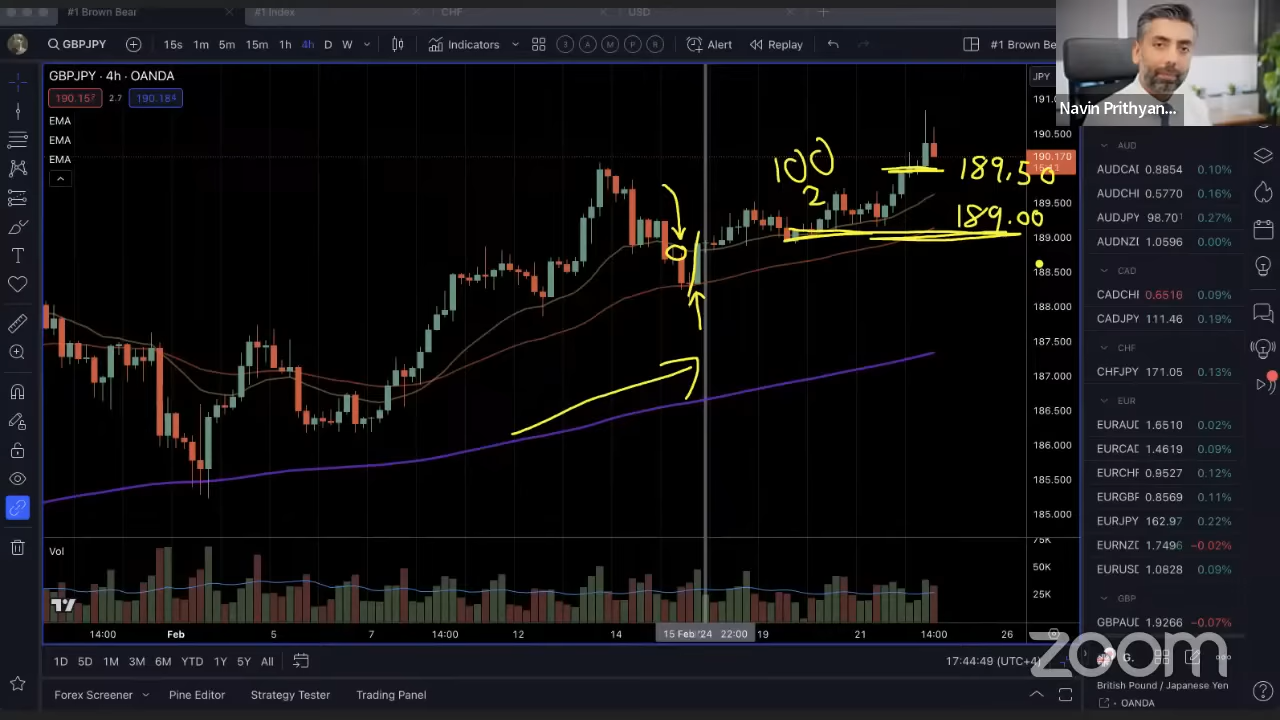 #1 Brown Bear
#1 Index
CHF
USD
GBPJPY
15s 1m 5m 15m 1h 4h D W
Indicators
Alert
Replay
#1 Brown Be
Navin Prithyan...
GBPJPY · 4h · OANDA
190.157 2.7 190.184
EMA
EMA
EMA
JPY
190.500
190.170
189.500
189.000
188.500
188.000
187.500
187.000
186.500
186.000
185.500
185.000
100
2
189.50
189.00
Vol
75K
50K
25K
14:00 Feb 5 7 14:00 12 14 15 Feb '24 22:00 19 21 14:00 26
AUD
AUDCAD 0.8854 0.10%
AUDCHF 0.5770 0.16%
AUDJPY 98.701 0.27%
AUDNZD 1.0596 0.00%
CAD
CADCHF 0.6516 0.09%
CADJPY 111.46 0.19%
CHF
CHFJPY 171.05 0.13%
EUR
EURAUD 1.6510 0.02%
EURCAD 1.4619 0.09%
EURCHF 0.9527 0.12%
EURGBP 0.8569 0.11%
EURJPY 162.97 0.22%
EURNZD 1.7496 −0.02%
EURUSD 1.0828 0.09%
GBP
GBPAUD 1.9266 −0.07%
1D 5D 1M 3M 6M YTD 1Y 5Y All
17:44:49 (UTC+4)
Forex Screener
Pine Editor
Strategy Tester
Trading Panel
G.
British Pound / Japanese Yen
OANDA
zoom